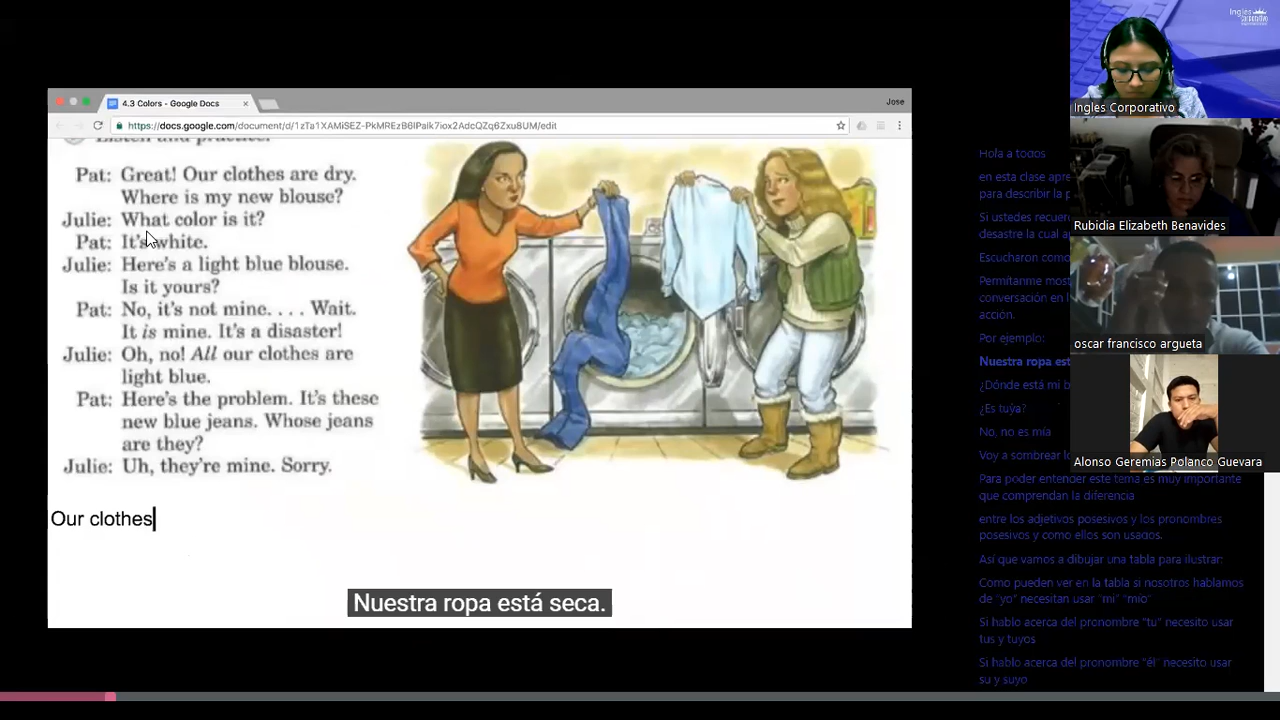 4.3 Colors - Google Docs
Jose
https://docs.google.com/document/d/1zTa1XAMiSEZ-PkMREzB6lPaIk7iox2AdcQZq6Zxu8UM/edit
Listen and practice.
Pat: Great! Our clothes are dry.
Where is my new blouse?
Julie: What color is it?
Pat: It's white.
Julie: Here's a light blue blouse.
Is it yours?
Pat: No, it's not mine. . . . Wait.
It is mine. It's a disaster!
Julie: Oh, no! All our clothes are
light blue.
Pat: Here's the problem. It's these
new blue jeans. Whose jeans
are they?
Julie: Uh, they're mine. Sorry.
Our clothes
Nuestra ropa está seca.
Ingles
Ingles Corporativo
Rubidia Elizabeth Benavides
oscar francisco argueta
Alonso Geremias Polanco Guevara
Hola a todos
en esta clase
para describir la
Si ustedes
desastre la cual
Escucharon como
Permítanme
conversación en
acción.
Por ejemplo:
Nuestra ropa
¿Dónde está mi
¿Es tuya?
No, no es mía
Voy a sombrear
Para poder entender este tema es muy importante
que comprendan la diferencia
entre los adjetivos posesivos y los pronombres
posesivos y como ellos son usados.
Así que vamos a dibujar una tabla para ilustrar:
Como pueden ver en la tabla si nosotros hablamos
de "yo" necesitan usar "mi" "mío"
Si hablo acerca del pronombre "tu" necesito usar
tus y tuyos
Si hablo acerca del pronombre "él" necesito usar
su y suyo